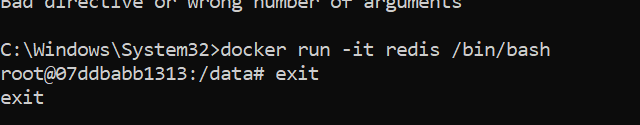 Bad directive or wrong number of arguments
C:\Windows\System32>docker run -it redis /bin/bash
root@07ddbabb1313:/data# exit
exit